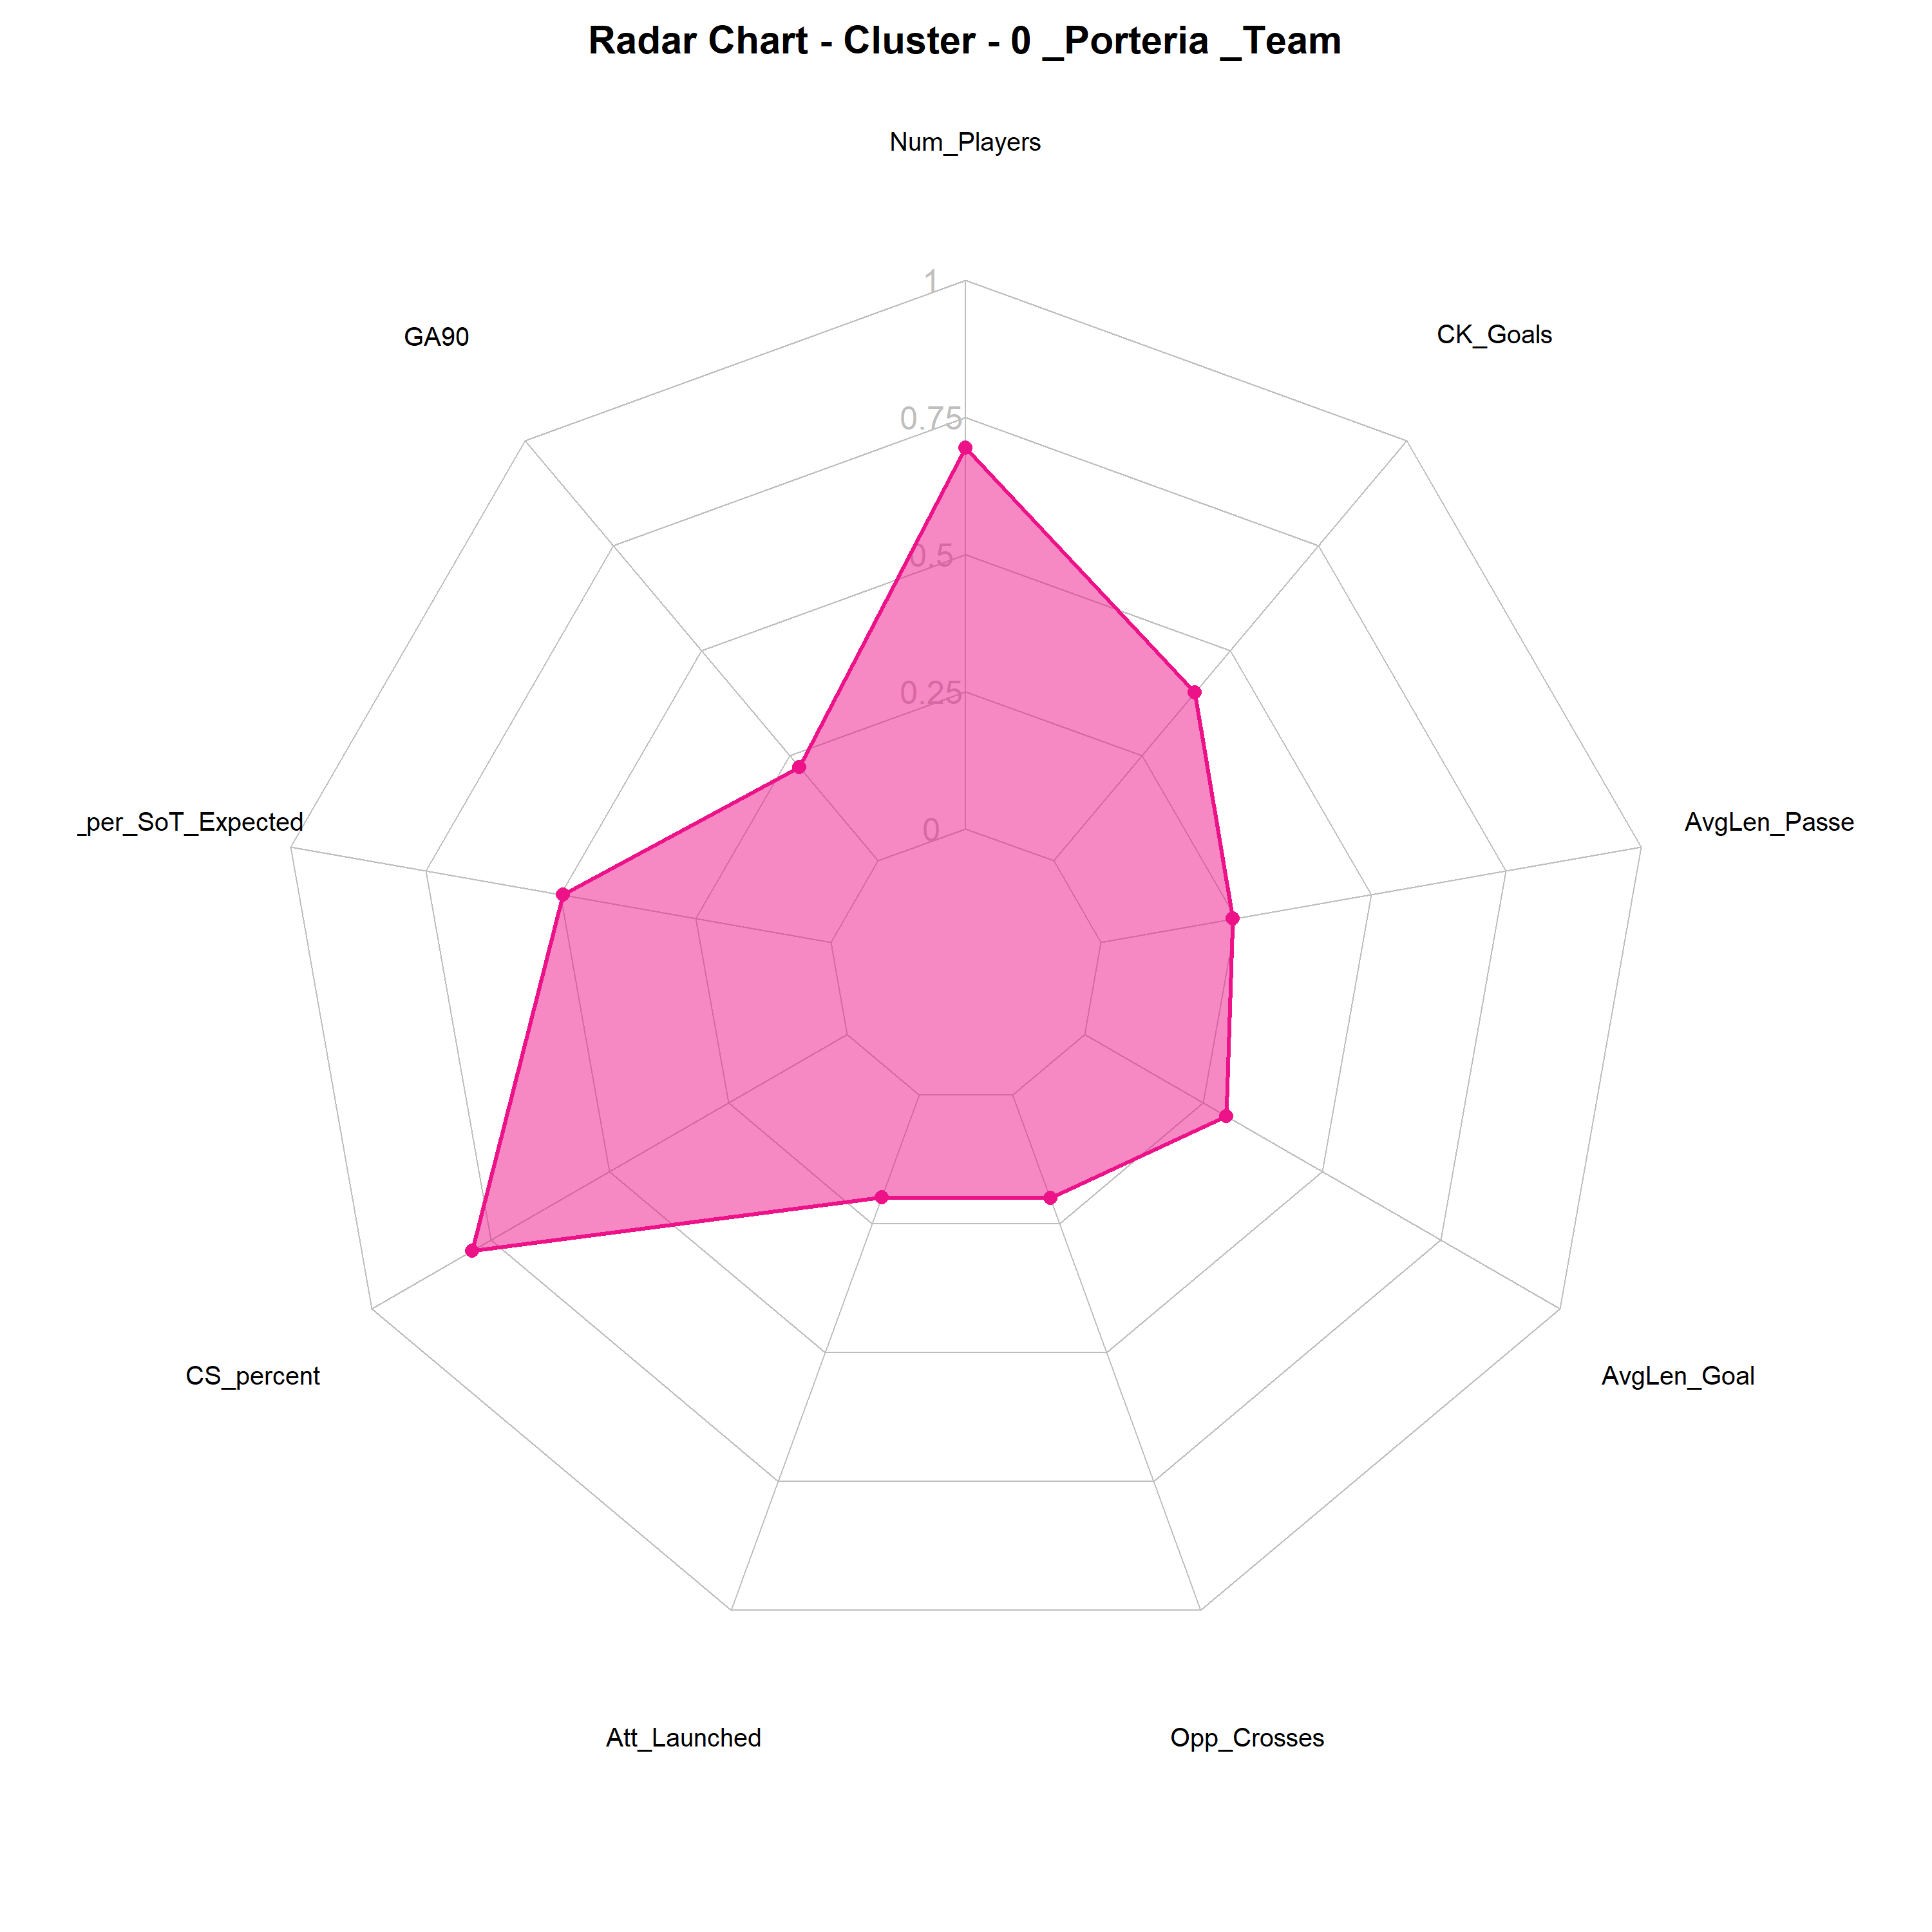 Radar Chart - Cluster - 0 _Porteria _Team
Num_Players
1
CK_Goals
GA90
0.75
0.5
0.25
_per_SoT_Expected
AvgLen_Passe
0
CS_percent
AvgLen_Goal
Att_Launched
Opp_Crosses